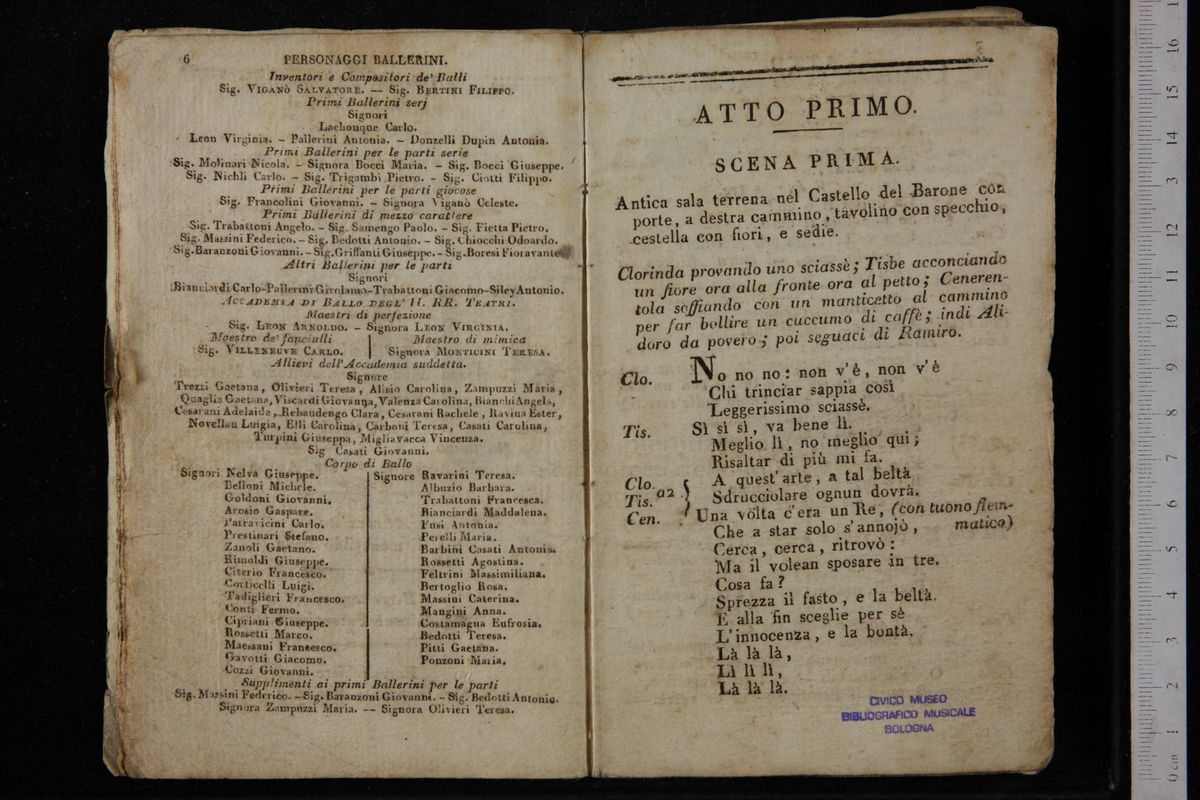 6
PERSONAGGI BALLERINI.
Inventori e Compositori de' Balli
Sig. VIGANÒ SALVATORE. — Sig. BERTINI FILIPPO.
Primi Ballerini serj
Signori
Lachouque Carlo.
Leon Virginia. - Pallerini Antonia. - Donzelli Dupin Antonia.
Primi Ballerini per le parti serie
Sig. Molinari Nicola. - Signora Bocci Maria. - Sig. Bocci Giuseppe.
Sig. Nichli Carlo. - Sig. Trigambi Pietro. - Sig. Ciotti Filippo.
Primi Ballerini per le parti giocose
Sig. Francolini Giovanni. - Signora Viganò Celeste.
Primi Ballerini di mezzo carattere
Sig. Trabattoni Angelo. - Sig. Samengo Paolo. - Sig. Fietta Pietro.
Sig. Massini Federico. - Sig. Bedotti Antonio. - Sig. Chiocchi Odoardo.
Sig. Baranzoni Giovanni. - Sig. Griffanti Giuseppe. - Sig. Boresi Fioravante
Altri Ballerini per le parti
Signori
Bianciardi Carlo-Pallerini Girolamo-Trabattoni Giacomo-Siley Antonio.
ACCADEMIA DI BALLO DEGL' II. RR. TEATRI.
Maestri di perfezione
Sig. LEON ARNOLDO. - Signora LEON VIRGINIA.
Maestro de' fanciulli
Sig. VILLENEUVE CARLO.
Maestro di mimica
Signora MONTICINI TERESA.
Allievi dell'Accademia suddetta.
Signore
Trezzi Gaetana, Olivieri Teresa, Alisio Carolina, Zampuzzi Maria,
Quaglia Gaetana, Viscardi Giovanna, Valenza Carolina, Bianchi Angela,
Cesarani Adelaide, Rebaudengo Clara, Cesarani Rachele, Ravina Ester,
Novellau Luigia, Elli Carolina, Carboni Teresa, Casati Carolina,
Turpini Giuseppa, Migliavacca Vincenza.
Sig Casati Giovanni.
Corpo di Ballo
Signori Nelva Giuseppe.
Belloni Michele.
Goldoni Giovanni.
Arosio Gaspare.
Parravicini Carlo.
Prestinari Stefano.
Zanoli Gaetano.
Rimoldi Giuseppe.
Citerio Francesco.
Corticelli Luigi.
Tadiglieri Francesco.
Conti Fermo.
Cipriani Giuseppe.
Rossetti Marco.
Maessani Francesco.
Gavotti Giacomo.
Cozzi Giovanni.
Signore Ravarini Teresa.
Albuzio Barbara.
Trabattoni Francesca.
Bianciardi Maddalena.
Fusi Antonia.
Perelli Maria.
Barbini Casati Antonia.
Rossetti Agostina.
Feltrini Massimiliana.
Bertoglio Rosa.
Massini Caterina.
Mangini Anna.
Costamagna Eufrosia.
Bedotti Teresa.
Pitti Gaetana.
Ponzoni Maria.
Supplimenti ai primi Ballerini per le parti
Sig. Massini Federico. - Sig. Baranzoni Giovanni. - Sig. Bedotti Antonio.
Signora Zampuzzi Maria. -- Signora Olivieri Teresa.
ATTO PRIMO.
SCENA PRIMA.
Antica sala terrena nel Castello del Barone con
porte, a destra cammino, tavolino con specchio,
cestella con fiori, e sedie.
Clorinda provando uno sciassè; Tisbe acconciando
un fiore ora alla fronte ora al petto; Ceneren-
tola soffiando con un manticetto al cammino
per far bollire un cuccumo di caffè; indi Ali-
doro da povero; poi seguaci di Ramiro.
Clo. No no no: non v'è, non v'è
Chi trinciar sappia così
Leggerissimo sciassè.
Tis. Sì sì sì, va bene lì.
Meglio lì, no meglio qui;
Risaltar di più mi fa.
Clo. Tis. a2 } A quest'arte, a tal beltà
Sdrucciolare ognun dovrà.
Cen. Una volta c'era un Re, (con tuono flem-
Che a star solo s'annojò, matico)
Cerca, cerca, ritrovò:
Ma il volean sposare in tre.
Cosa fa?
Sprezza il fasto, e la beltà.
E alla fin sceglie per sè
L'innocenza, e la bontà.
Là là là,
Lì lì lì,
Là là là.
CIVICO MUSEO
BIBLIOGRAFICO MUSICALE
BOLOGNA
0 cm 1 2 3 4 5 6 7 8 9 10 11 12 13 14 15 16